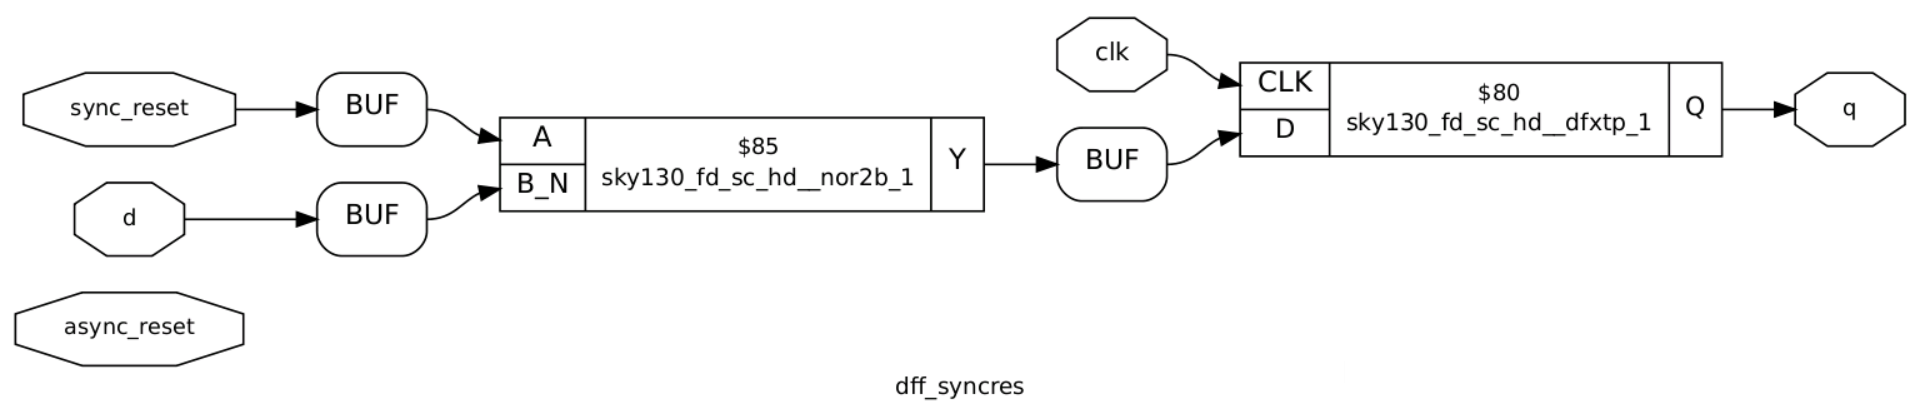 sync_reset
BUF
d
BUF
async_reset
A
B_N
$85
sky130_fd_sc_hd__nor2b_1
Y
clk
BUF
CLK
D
$80
sky130_fd_sc_hd__dfxtp_1
Q
q
dff_syncres